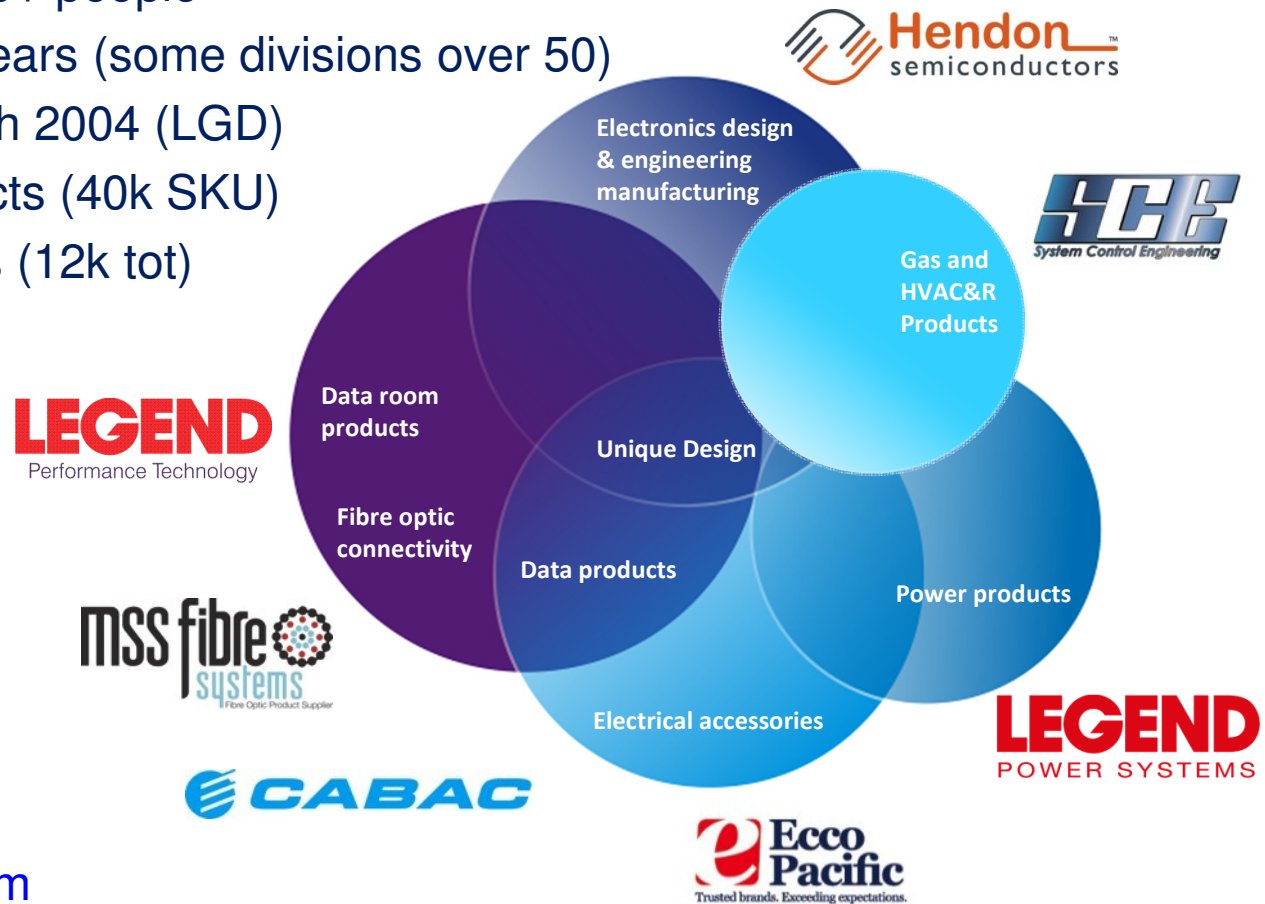 people
ears (some divisions over 50)
h 2004 (LGD)
cts (40k SKU)
(12k tot)
Hendon™
semiconductors
Electronics design
& engineering
manufacturing
SCE
System Control Engineering
Gas and
HVAC&R
Products
LEGEND
Performance Technology
Data room
products
Unique Design
Fibre optic
connectivity
Data products
Power products
mss fibre
systems
Fibre Optic Product Supplier
Electrical accessories
LEGEND
POWER SYSTEMS
CABAC
e Ecco
Pacific
Trusted brands. Exceeding expectations.
m